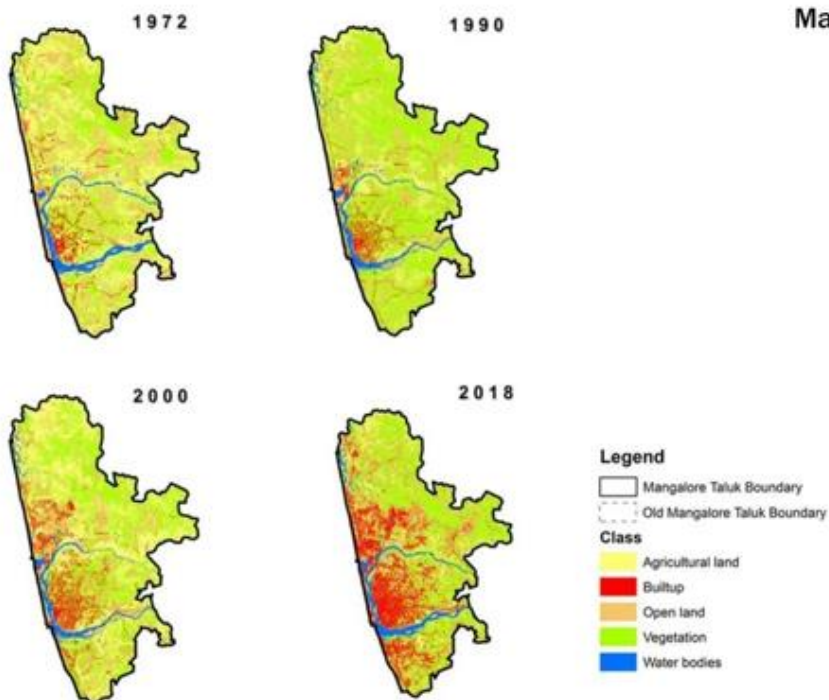 Ma
1972
1990
2000
2018
Legend
Mangalore Taluk Boundary
Old Mangalore Taluk Boundary
Class
Agricultural land
Builtup
Open land
Vegetation
Water bodies